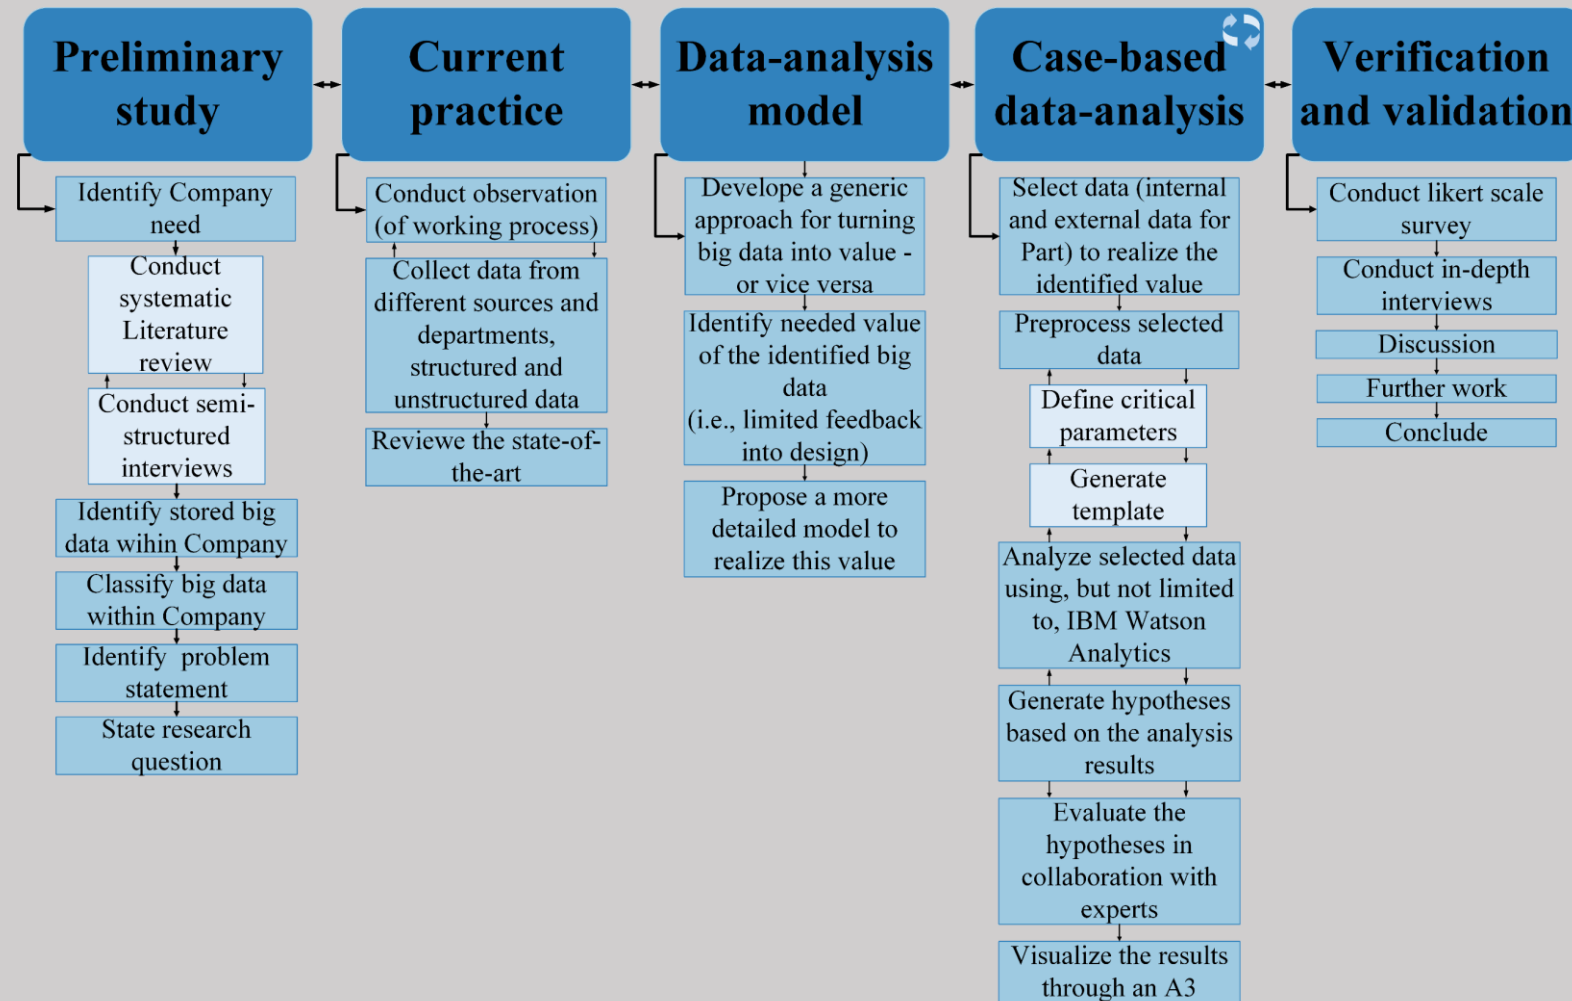 Preliminary
study
Current
practice
Data-analysis
model
Case-based
data-analysis
Verification
and validation
Identify Company
need
Conduct
systematic
Literature
review
Conduct semi-
structured
interviews
Identify stored big
data wihin Company
Classify big data
within Company
Identify problem
statement
State research
question
Conduct observation
(of working process)
Collect data from
different sources and
departments,
structured and
unstructured data
Reviewe the state-of-
the-art
Develope a generic
approach for turning
big data into value -
or vice versa
Identify needed value
of the identified big
data
(i.e., limited feedback
into design)
Propose a more
detailed model to
realize this value
Select data (internal
and external data for
Part) to realize the
identified value
Preprocess selected
data
Define critical
parameters
Generate
template
Analyze selected data
using, but not limited
to, IBM Watson
Analytics
Generate hypotheses
based on the analysis
results
Evaluate the
hypotheses in
collaboration with
experts
Visualize the results
through an A3
Conduct likert scale
survey
Conduct in-depth
interviews
Discussion
Further work
Conclude